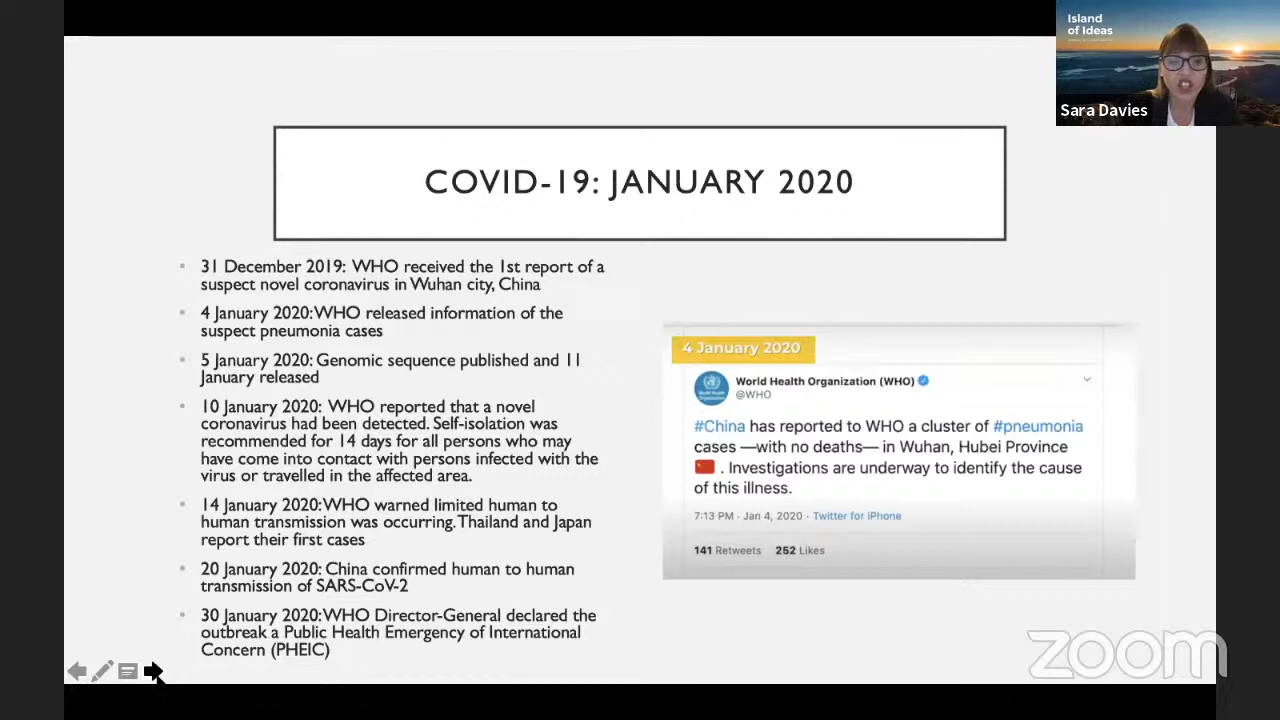 Island
of Ideas
Sara Davies
COVID-19: JANUARY 2020
31 December 2019: WHO received the 1st report of a
suspect novel coronavirus in Wuhan city, China
4 January 2020: WHO released information of the
suspect pneumonia cases
5 January 2020: Genomic sequence published and 11
January released
10 January 2020: WHO reported that a novel
coronavirus had been detected. Self-isolation was
recommended for 14 days for all persons who may
have come into contact with persons infected with the
virus or travelled in the affected area.
14 January 2020: WHO warned limited human to
human transmission was occurring. Thailand and Japan
report their first cases
20 January 2020: China confirmed human to human
transmission of SARS-CoV-2
30 January 2020: WHO Director-General declared the
outbreak a Public Health Emergency of International
Concern (PHEIC)
4 January 2020
World Health Organization (WHO)
@WHO
#China has reported to WHO a cluster of #pneumonia
cases —with no deaths— in Wuhan, Hubei Province
🇨🇳 . Investigations are underway to identify the cause
of this illness.
7:13 PM · Jan 4, 2020 · Twitter for iPhone
141 Retweets 252 Likes
zoom